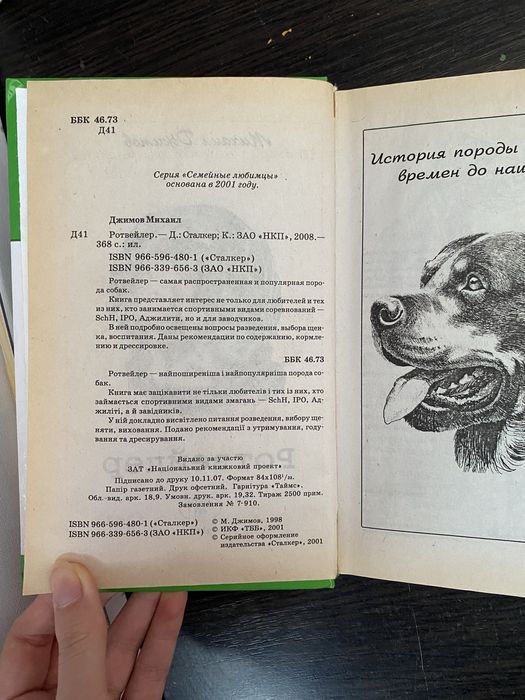 ББК 46.73
Д41
Серия «Семейные любимцы»
основана в 2001 году.
Джимов Михаил
Д41 Ротвейлер.— Д.: Сталкер; К.: ЗАО «НКП», 2008.—
368 с.: ил.
ISBN 966-596-480-1 («Сталкер»)
ISBN 966-339-656-3 (ЗАО «НКП»)
Ротвейлер — самая распространенная и популярная поро-
да собак.
Книга представляет интерес не только для любителей и тех
из них, кто занимается спортивными видами соревнований —
SchH, IPO, Аджилити, но и для заводчиков.
В ней подробно освещены вопросы разведения, выбора щен-
ка, воспитания. Даны рекомендации по содержанию, кормле-
нию и дрессировке.
ББК 46.73
Ротвейлер — найпоширеніша і найпопулярніша порода со-
бак.
Книга має зацікавити не тільки любителів і тих із них, хто
займається спортивними видами змагань — SchH, IPO, Ад-
жиліті, а й завідників.
У ній докладно висвітлено питання розведення, вибору ще-
няти, виховання. Подано рекомендації з утримування, году-
вання та дресирування.
Видано за участю
ЗАТ «Національний книжковий проект»
Підписано до друку 10.11.07. Формат 84х108¹/₃₂.
Папір газетний. Друк офсетний. Гарнітура «Таймс».
Обл.-вид. арк. 18,9. Умовн. друк. арк. 19,32. Тираж 2500 прим.
Замовлення № 7-910.
ISBN 966-596-480-1 («Сталкер»)
ISBN 966-339-656-3 (ЗАО «НКП»)
© М. Джимов, 1998
© ИКФ «ТББ», 2001
© Серийное оформление
издательства «Сталкер», 2001
История породы
времен до наш